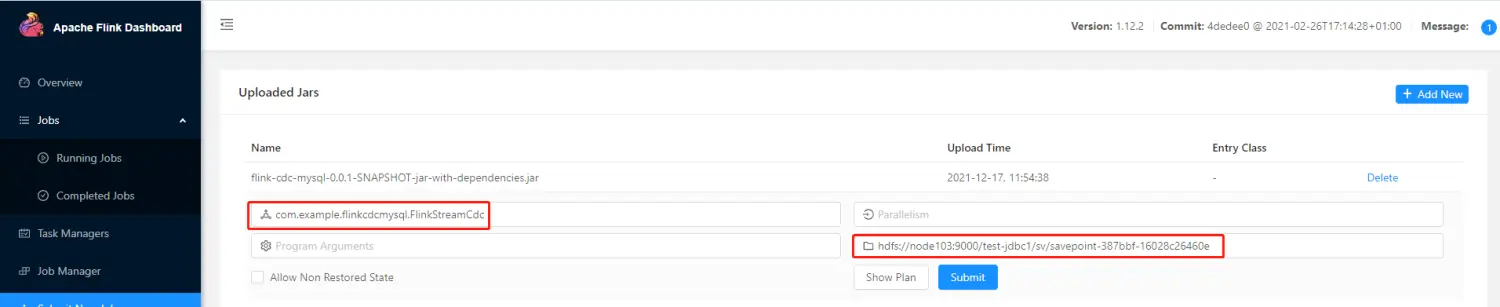 Apache Flink Dashboard
Version: 1.12.2 Commit: 4dedee0 @ 2021-02-26T17:14:28+01:00 Message: 1
Overview
Jobs
Running Jobs
Completed Jobs
Task Managers
Job Manager
Submit New Job
Uploaded Jars
+ Add New
Name Upload Time Entry Class
flink-cdc-mysql-0.0.1-SNAPSHOT-jar-with-dependencies.jar 2021-12-17, 11:54:38 - Delete
com.example.flinkcdcmysql.FlinkStreamCdc Parallelism
Program Arguments hdfs://node103:9000/test-jdbc1/sv/savepoint-387bbf-16028c26460e
Allow Non Restored State Show Plan Submit